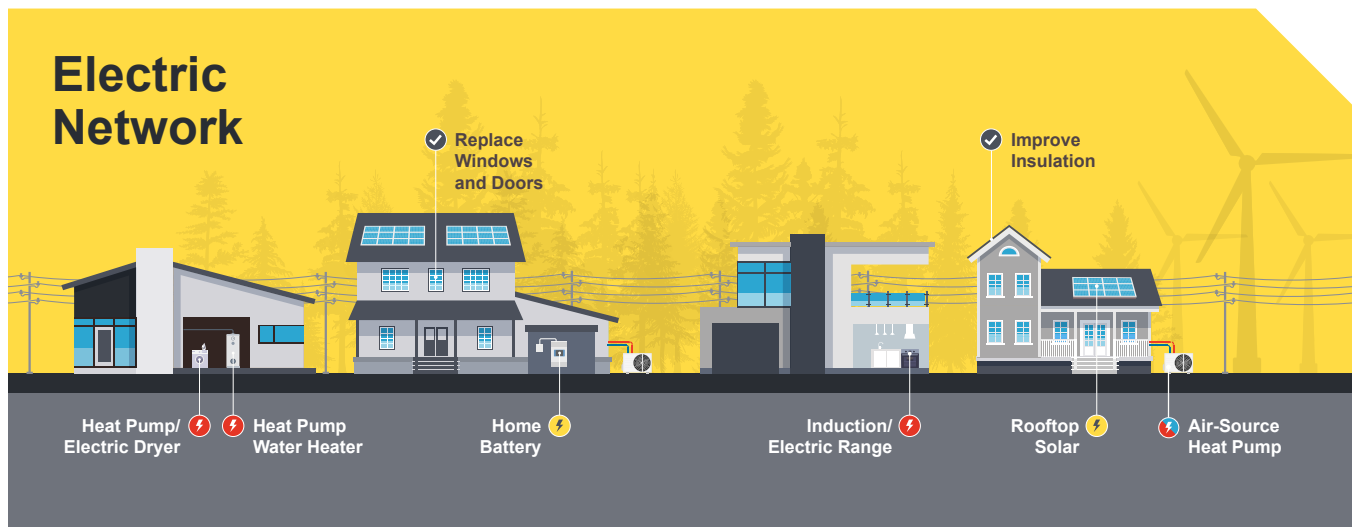 Electric
Network
Replace
Windows
and Doors
Improve
Insulation
Heat Pump/
Electric Dryer
Heat Pump
Water Heater
Home
Battery
Induction/
Electric Range
Rooftop
Solar
Air-Source
Heat Pump